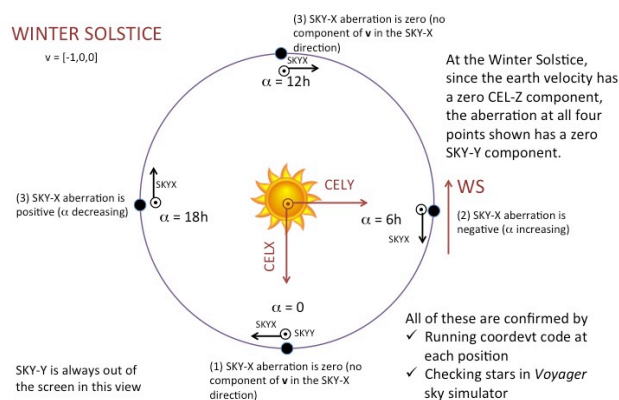 WINTER SOLSTICE
v = [-1,0,0]
(3) SKY-X aberration is zero (no
component of v in the SKY-X
direction)
SKYX
α = 12h
At the Winter Solstice,
since the earth velocity has
a zero CEL-Z component,
the aberration at all four
points shown has a zero
SKY-Y component.
SKYX
(3) SKY-X aberration is
positive (α decreasing)
α = 18h
CELY
CELX
α = 6h
SKYX
WS
(2) SKY-X aberration is
negative (α increasing)
α = 0
SKYX
SKYY
(1) SKY-X aberration is zero (no
component of v in the SKY-X
direction)
SKY-Y is always out of
the screen in this view
All of these are confirmed by
✓ Running coordevt code at
each position
✓ Checking stars in Voyager
sky simulator